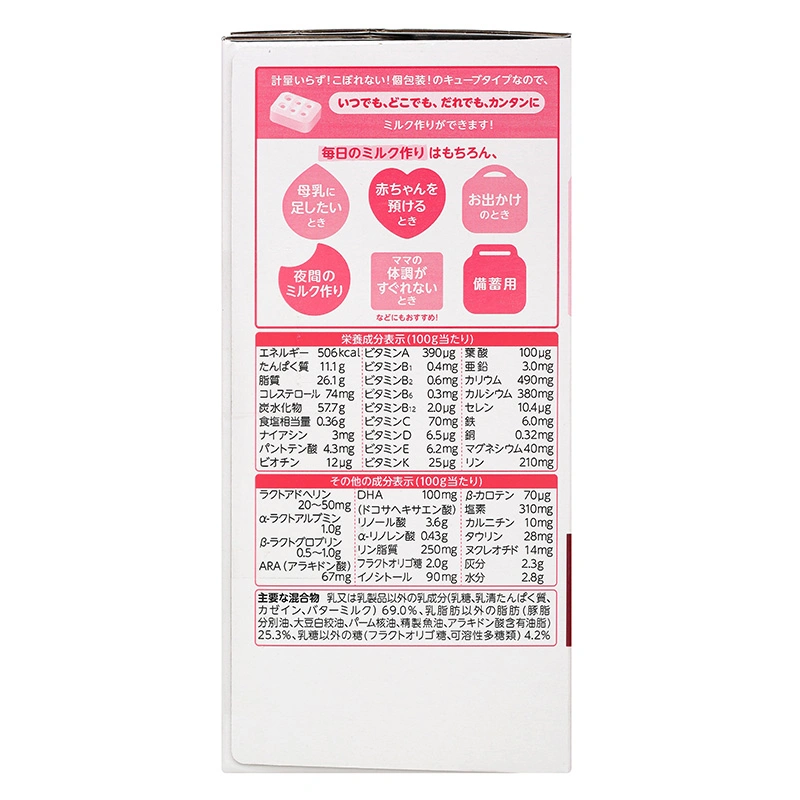 計量いらず!こぼれない!個包装!のキューブタイプなので、
いつでも、どこでも、だれでも、カンタンに
ミルク作りができます!
毎日のミルク作りはもちろん、
母乳に
足したい
とき
赤ちゃんを
預ける
とき
お出かけ
のとき
夜間の
ミルク作り
ママの
体調が
すぐれない
とき
備蓄用
などにもおすすめ!
栄養成分表示(100g当たり)
エネルギー 506kcal ビタミンA 390μg 葉酸 100μg
たんぱく質 11.1g ビタミンB1 0.4mg 亜鉛 3.0mg
脂質 26.1g ビタミンB2 0.6mg カリウム 490mg
コレステロール 74mg ビタミンB6 0.3mg カルシウム 380mg
炭水化物 57.7g ビタミンB12 2.0μg セレン 10.4μg
食塩相当量 0.36g ビタミンC 70mg 鉄 6.0mg
ナイアシン 3mg ビタミンD 6.5μg 銅 0.32mg
パントテン酸 4.3mg ビタミンE 6.2mg マグネシウム 40mg
ビオチン 12μg ビタミンK 25μg リン 210mg
その他の成分表示(100g当たり)
ラクトアドヘリン
20〜50mg
α-ラクトアルブミン
1.0g
β-ラクトグロブリン
0.5〜1.0g
ARA(アラキドン酸)
67mg
DHA 100mg
(ドコサヘキサエン酸)
リノール酸 3.6g
α-リノレン酸 0.43g
リン脂質 250mg
フラクトオリゴ糖 2.0g
イノシトール 90mg
β-カロテン 70μg
塩素 310mg
カルニチン 10mg
タウリン 28mg
ヌクレオチド 14mg
灰分 2.3g
水分 2.8g
主要な混合物 乳又は乳製品以外の乳成分(乳糖、乳清たんぱく質、
カゼイン、バターミルク)69.0%、乳脂肪以外の脂肪(豚脂
分別油、大豆白絞油、パーム核油、精製魚油、アラキドン酸含有油脂)
25.3%、乳糖以外の糖(フラクトオリゴ糖、可溶性多糖類)4.2%